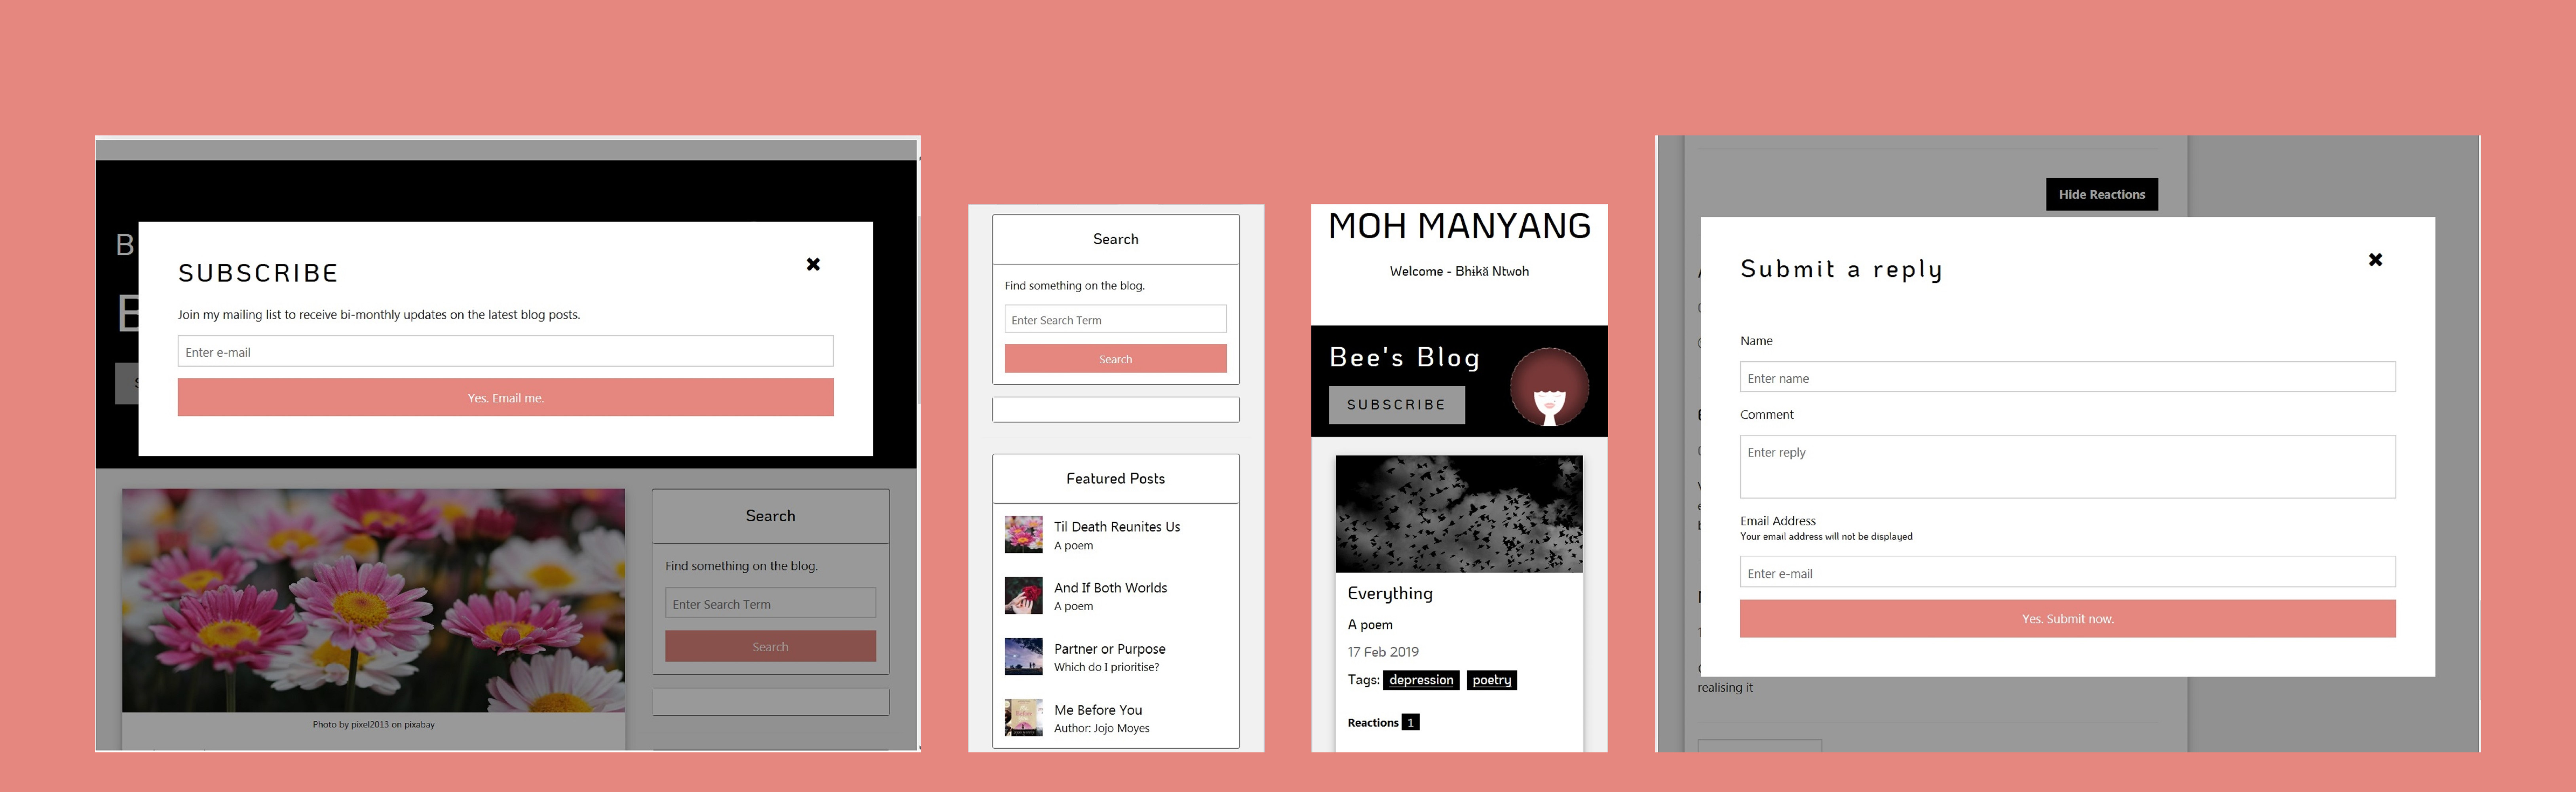 B
B
S
SUBSCRIBE
Join my mailing list to receive bi-monthly updates on the latest blog posts.
Enter e-mail
Yes. Email me.
Photo by pixel2013 on pixabay
Search
Find something on the blog.
Enter Search Term
Search
Search
Find something on the blog.
Enter Search Term
Search
Featured Posts
Til Death Reunites Us
A poem
And If Both Worlds
A poem
Partner or Purpose
Which do I prioritise?
Me Before You
Author: Jojo Moyes
MOH MANYANG
Welcome - Bhikä Ntwoh
Bee's Blog
SUBSCRIBE
Everything
A poem
17 Feb 2019
Tags: depression poetry
Reactions 1
Hide Reactions
Submit a reply
Name
Enter name
Comment
Enter reply
Email Address
Your email address will not be displayed
Enter e-mail
Yes. Submit now.
realising it